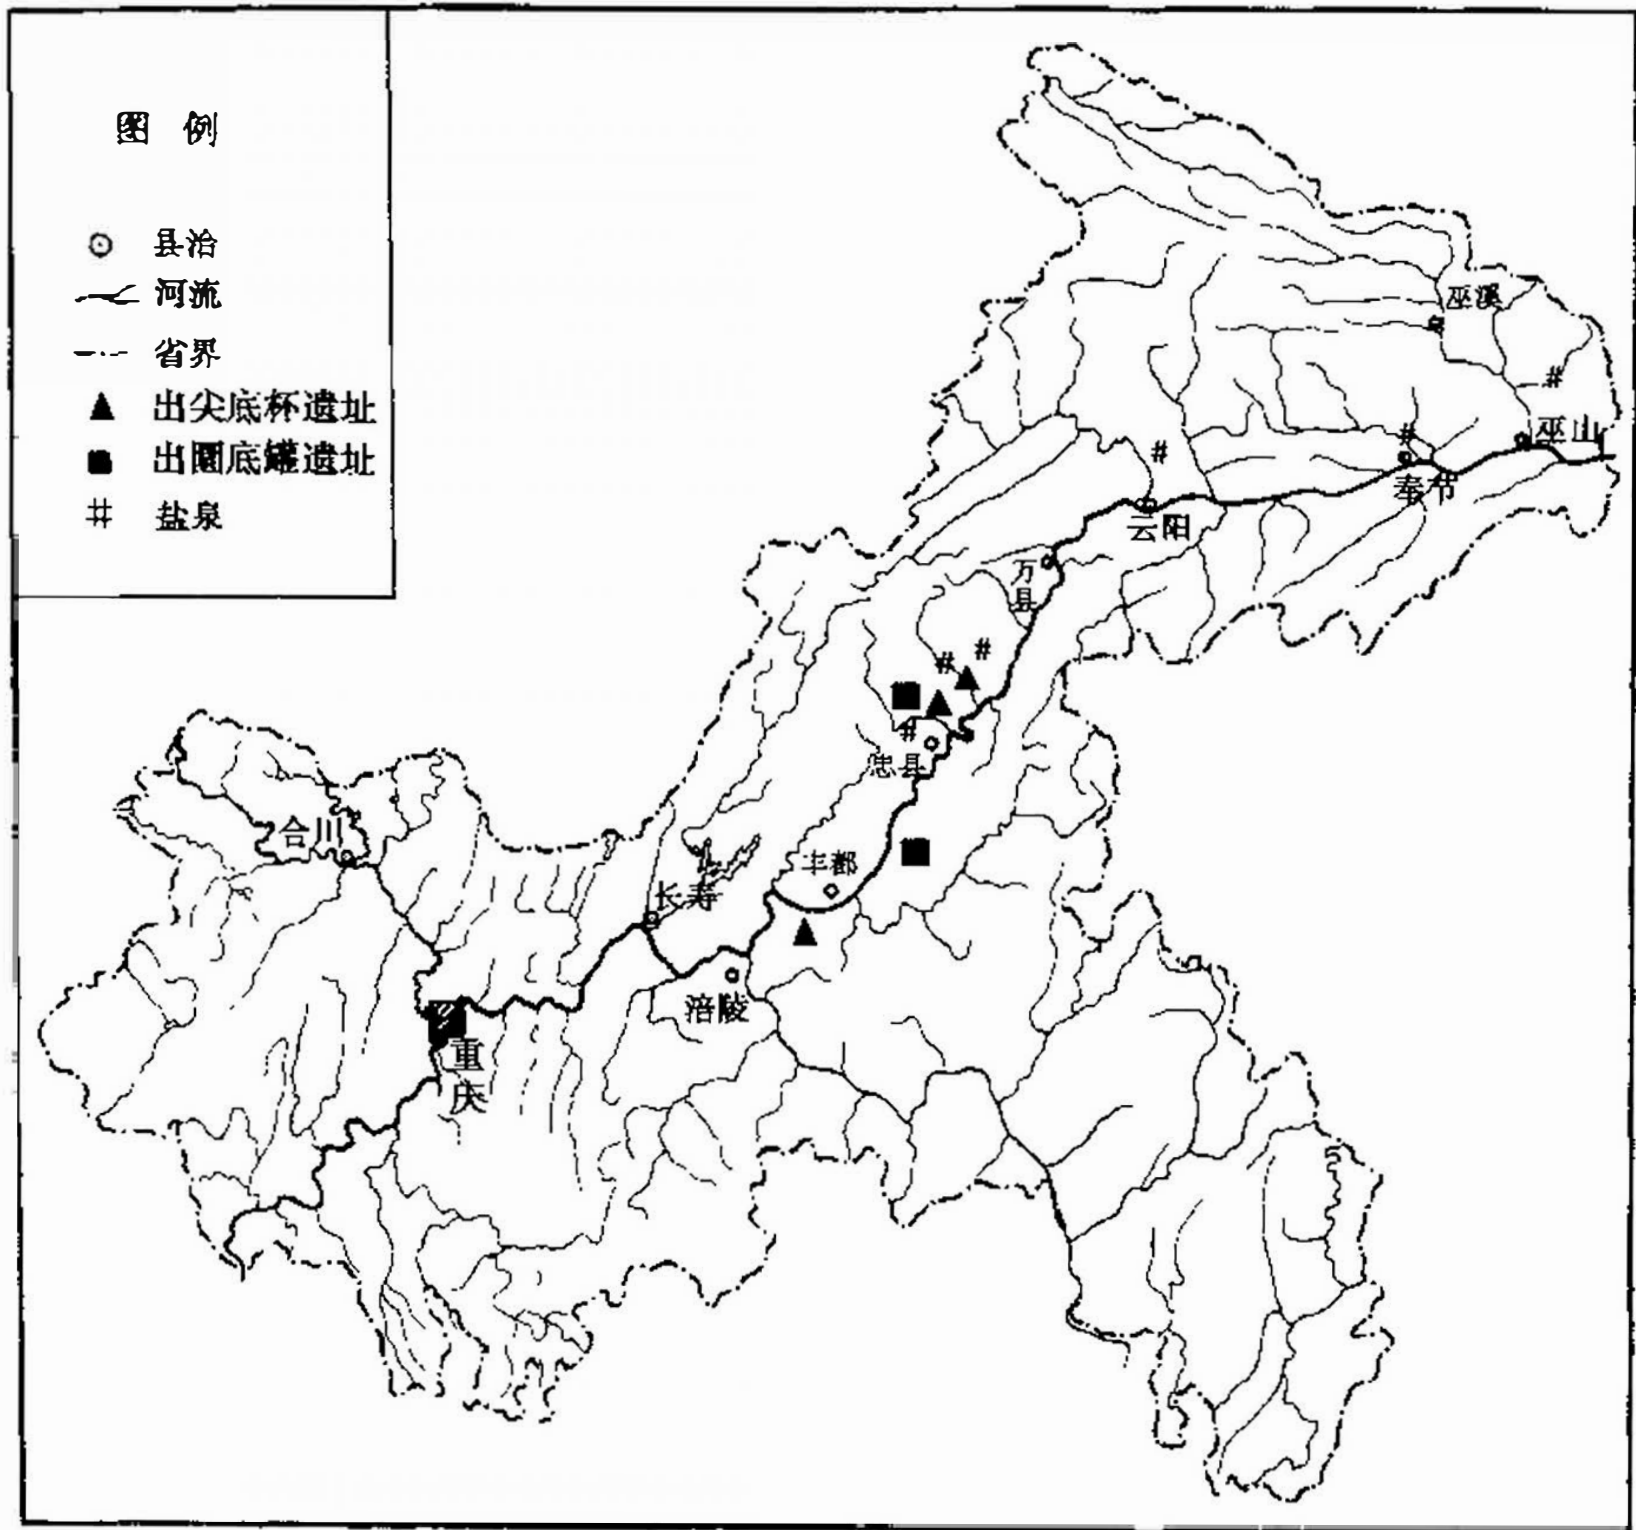 图 例
县治
河流
省界
出尖底杯遗址
出圜底罐遗址
# 盐泉
巫溪
#
#
巫山
#
奉节
云阳
万
县
#
#
#
忠县
合川
丰都
长寿
涪陵
重
庆